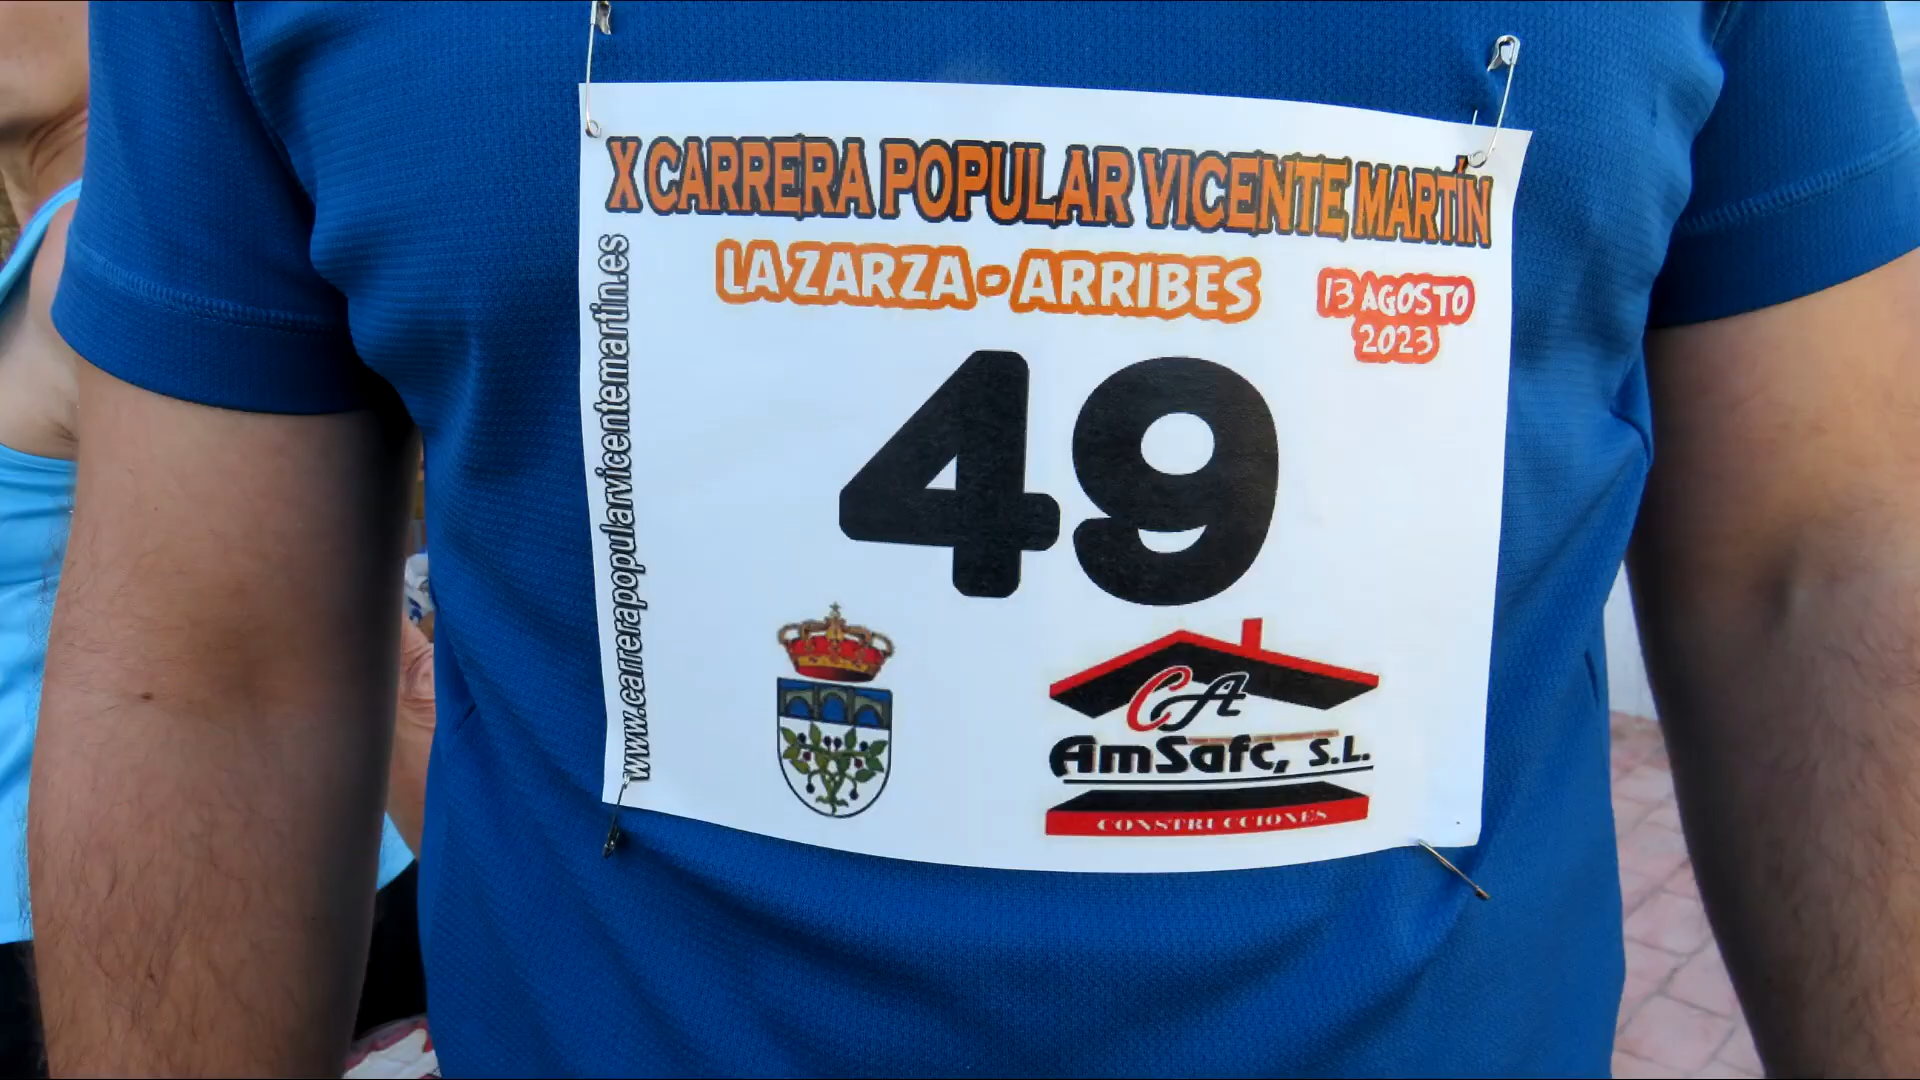 X CARRERA POPULAR VICENTE MARTÍN
LA ZARZA - ARRIBES
13 AGOSTO
2023
www.carrerapopularvicentemartin.es
49
CA
AmSafc, S.L.
CONSTRUCCIONES